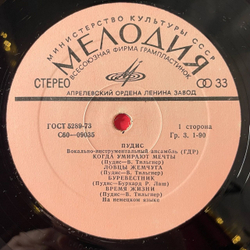 МИНИСТЕРСТВО КУЛЬТУРЫ СССР
МЕЛОДИЯ
ВСЕСОЮЗНАЯ ФИРМА ГРАМПЛАСТИНОК
СТЕРЕО 33
АПРЕЛЕВСКИЙ ОРДЕНА ЛЕНИНА ЗАВОД
ГОСТ 5289-73 1 сторона
С60—09035 Гр. 3. 1-90
ПУДИС
Вокально-инструментальный ансамбль (ГДР)
КОГДА УМИРАЮТ МЕЧТЫ
(Пудис—В. Тильгнер)
ЛОВЦЫ ЖЕМЧУГА
(Пудис—В. Тильгнер)
БУРЕВЕСТНИК
(Пудис—Буркард Р. Лаш)
ВРЕМЯ ЖИЗНИ
(Пудис—В. Тильгнер)
На немецком языке